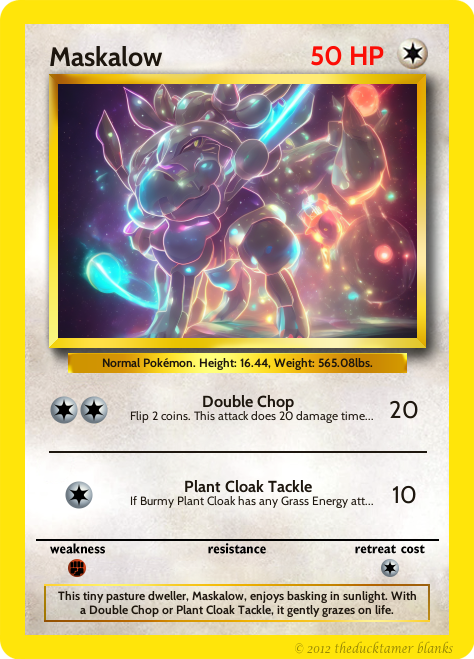 Maskalow 50 HP
Normal Pokémon. Height: 16.44, Weight: 565.08lbs.
Double Chop
Flip 2 coins. This attack does 20 damage time... 20
Plant Cloak Tackle
If Burmy Plant Cloak has any Grass Energy att... 10
weakness resistance retreat cost
This tiny pasture dweller, Maskalow, enjoys basking in sunlight. With
a Double Chop or Plant Cloak Tackle, it gently grazes on life.
© 2012 theducktamer blanks